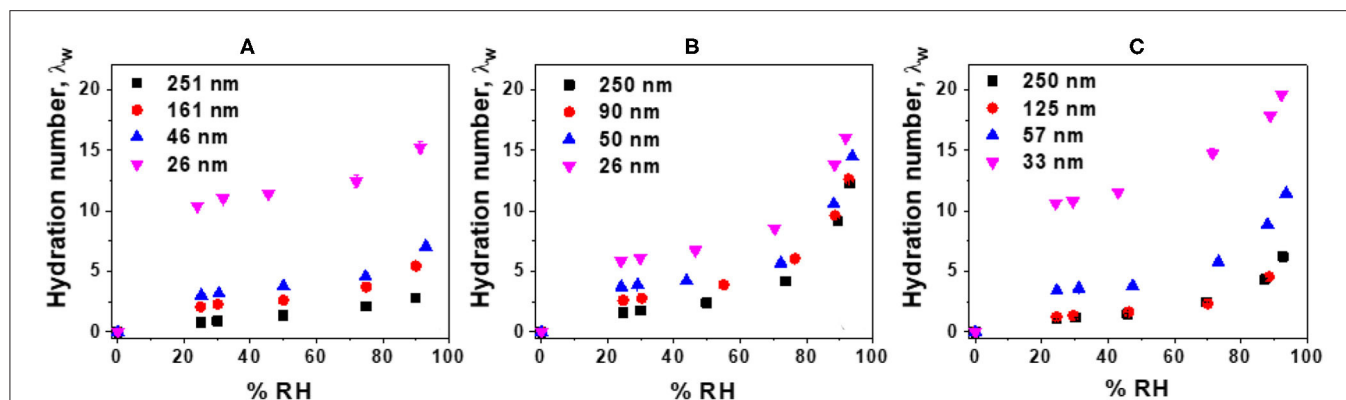 A
Hydration number, λw
20
15
10
5
0
251 nm
161 nm
46 nm
26 nm
0 20 40 60 80 100
% RH
B
Hydration number, λw
20
15
10
5
0
250 nm
90 nm
50 nm
26 nm
0 20 40 60 80 100
% RH
C
Hydration number, λw
20
15
10
5
0
250 nm
125 nm
57 nm
33 nm
0 20 40 60 80 100
% RH